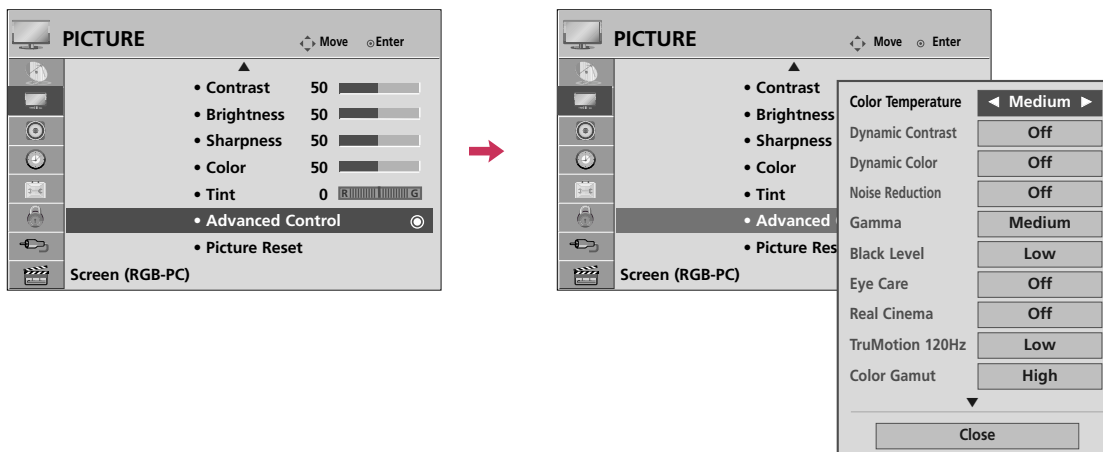 PICTURE
Move
Enter
• Contrast 50
• Brightness 50
• Sharpness 50
• Color 50
• Tint 0 R G
• Advanced Control
• Picture Reset
Screen (RGB-PC)
PICTURE
Move
Enter
• Contrast
• Brightness
• Sharpness
• Color
• Tint
• Advanced
• Picture Res
Screen (RGB-PC)
Color Temperature ◀ Medium ▶
Dynamic Contrast Off
Dynamic Color Off
Noise Reduction Off
Gamma Medium
Black Level Low
Eye Care Off
Real Cinema Off
TruMotion 120Hz Low
Color Gamut High
Close